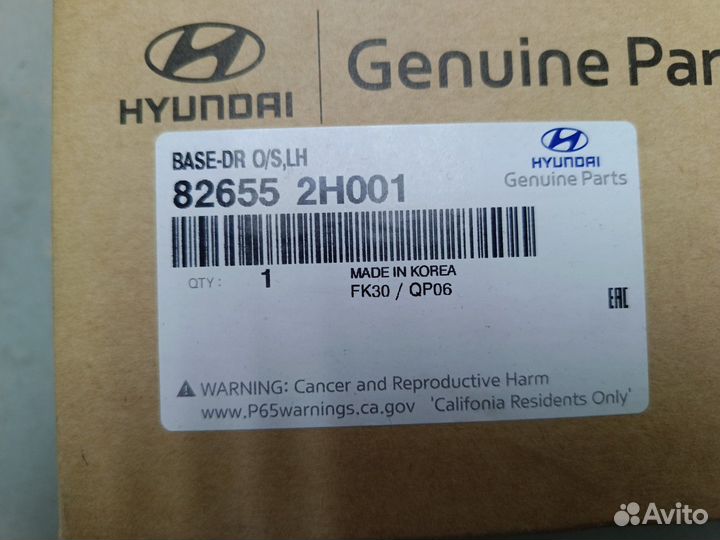 HYUNDAI
Genuine Par
BASE-DR O/S,LH
82655 2H001
HYUNDAI
Genuine Parts
QTY : 1
MADE IN KOREA
FK30 / QP06
EAC
WARNING: Cancer and Reproductive Harm
www.P65warnings.ca.gov 'Califonia Residents Only'
Avito